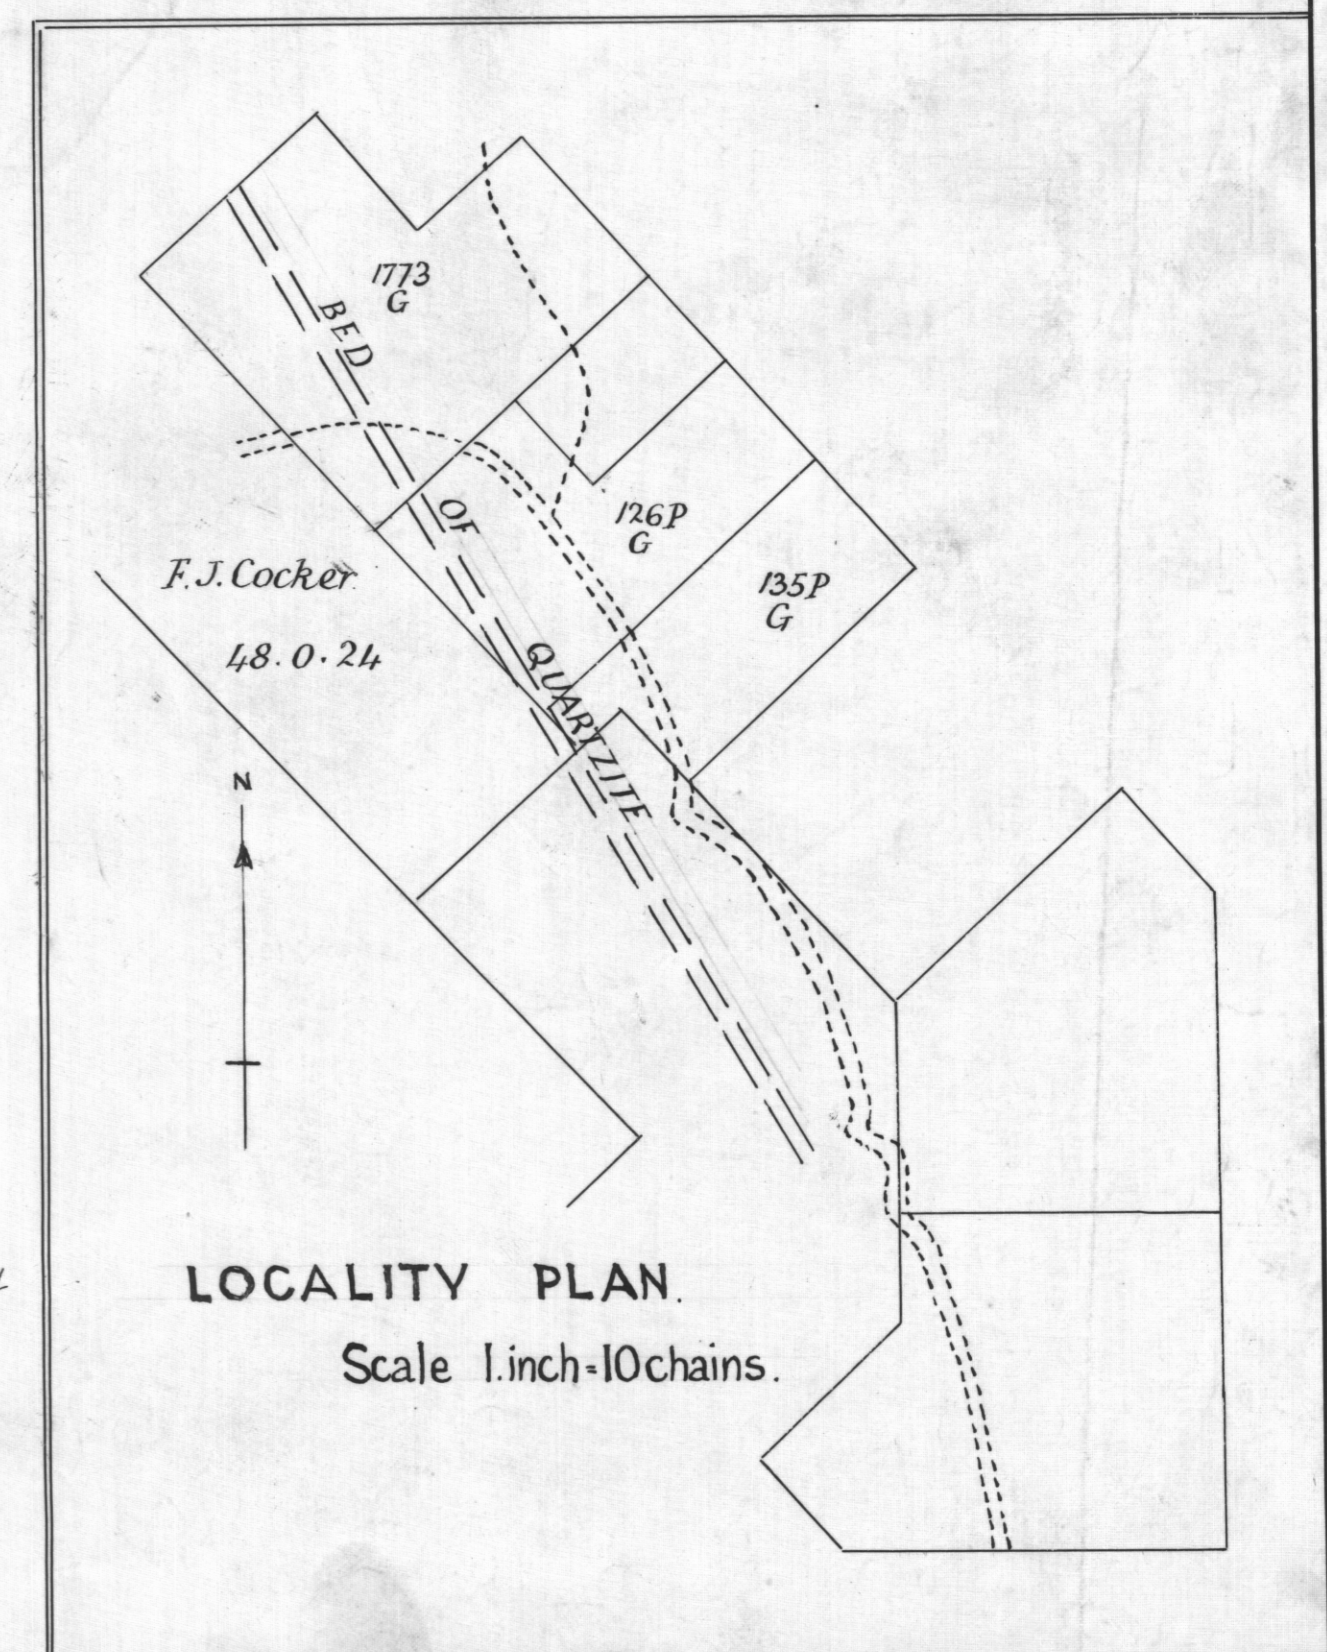 1773
G
BED OF QUARTZITE
126P
G
135P
G
F.J. Cocker
48.0.24
N
LOCALITY PLAN.
Scale 1.inch=10chains.